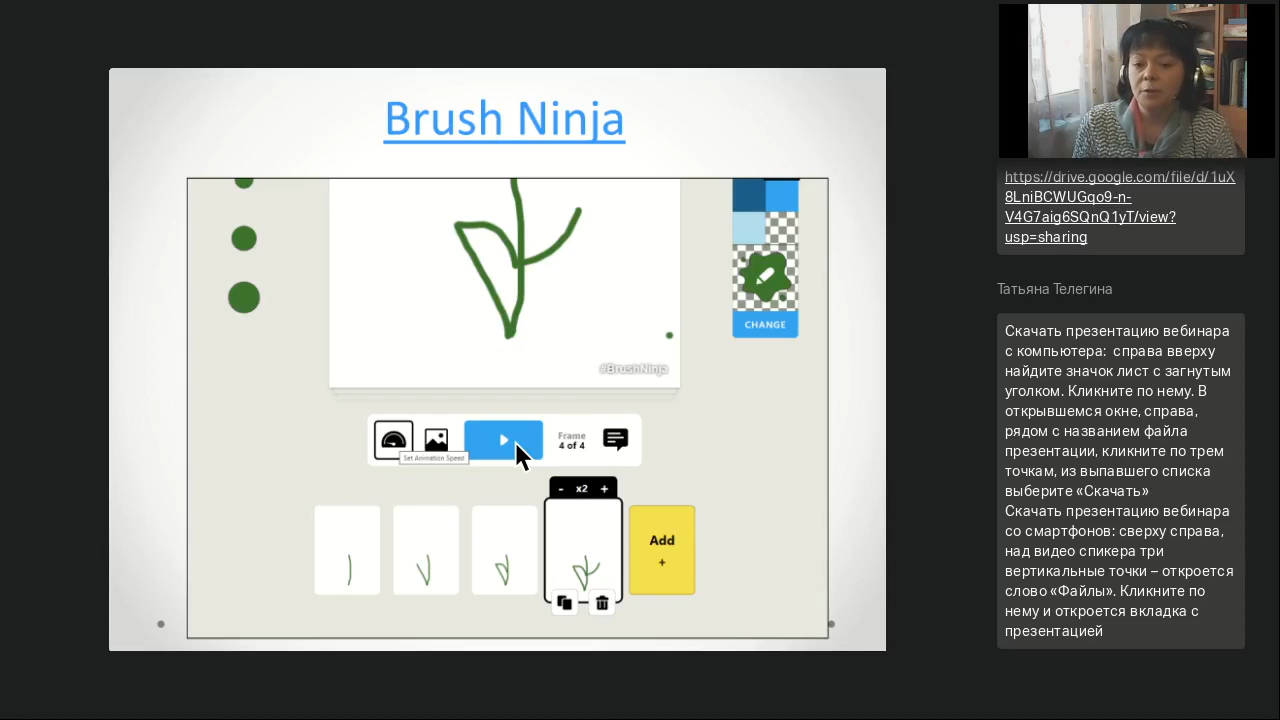 Brush Ninja
#BrushNinja
CHANGE
Set Animation Speed
Frame
4 of 4
- x2 +
Add
+
https://drive.google.com/file/d/1uX
8LniBCWUGqo9-n-
V4G7aig6SQnQ1yT/view?
usp=sharing
Татьяна Телегина
Скачать презентацию вебинара
с компьютера:  справа вверху
найдите значок лист с загнутым
уголком. Кликните по нему. В
открывшемся окне, справа,
рядом с названием файла
презентации, кликните по трем
точкам, из выпавшего списка
выберите «Скачать»
Скачать презентацию вебинара
со смартфонов: сверху справа,
над видео спикера три
вертикальные точки – откроется
слово «Файлы». Кликните по
нему и откроется вкладка с
презентацией